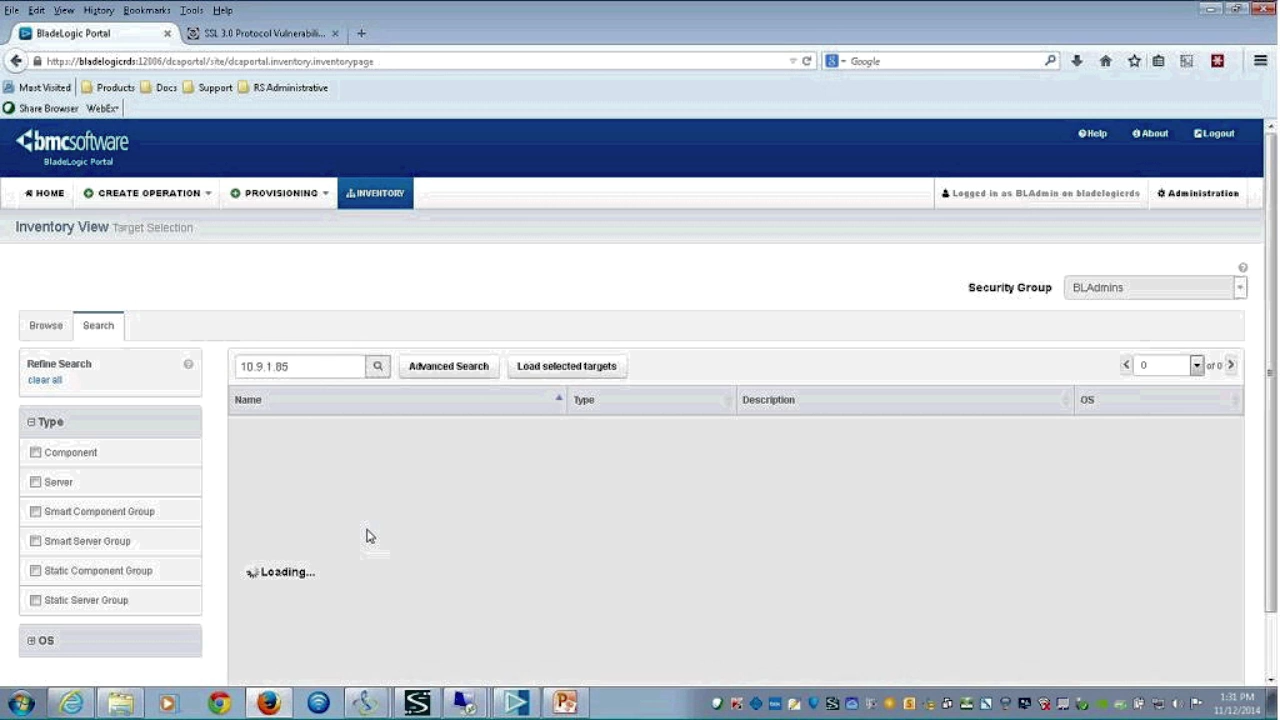 File Edit View History Bookmarks Tools Help
BladeLogic Portal × SSL 3.0 Protocol Vulnerabili... × +
https://bladelogicrds:12006/dcaportal/site/dcaportal.inventory.inventorypage Google
Most Visited Products Docs Support RS Administrative
Share Browser WebEx
bmcsoftware
BladeLogic Portal
Help About Logout
HOME CREATE OPERATION PROVISIONING INVENTORY Logged in as BLAdmin on bladelogicrds Administration
Inventory View Target Selection
Security Group BLAdmins
Browse Search
Refine Search
clear all
10.9.1.85 Advanced Search Load selected targets 0 of 0
Name Type Description OS
Type
Component
Server
Smart Component Group
Smart Server Group
Static Component Group
Static Server Group
OS
Loading...
1:31 PM
11/12/2014